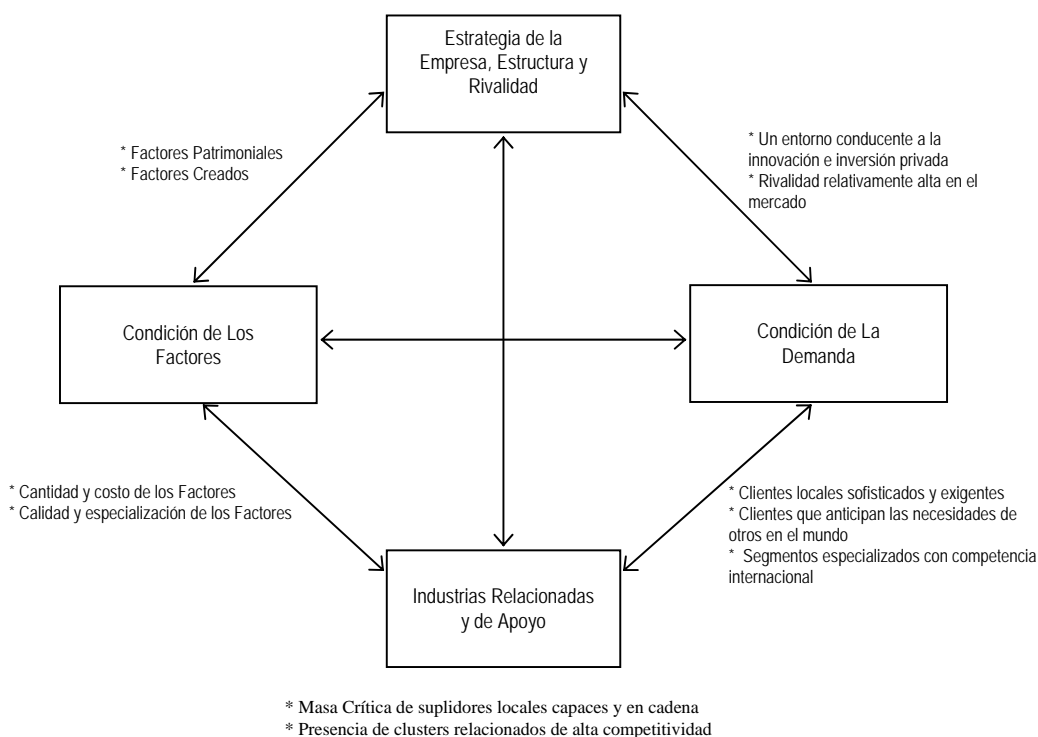 Estrategia de la
Empresa, Estructura y
Rivalidad
* Factores Patrimoniales
* Factores Creados
* Un entorno conducente a la
innovación e inversión privada
* Rivalidad relativamente alta en el
mercado
Condición de Los
Factores
Condición de La
Demanda
* Cantidad y costo de los Factores
* Calidad y especialización de los Factores
* Clientes locales sofisticados y exigentes
* Clientes que anticipan las necesidades de
otros en el mundo
* Segmentos especializados con competencia
internacional
Industrias Relacionadas
y de Apoyo
* Masa Crítica de suplidores locales capaces y en cadena
* Presencia de clusters relacionados de alta competitividad